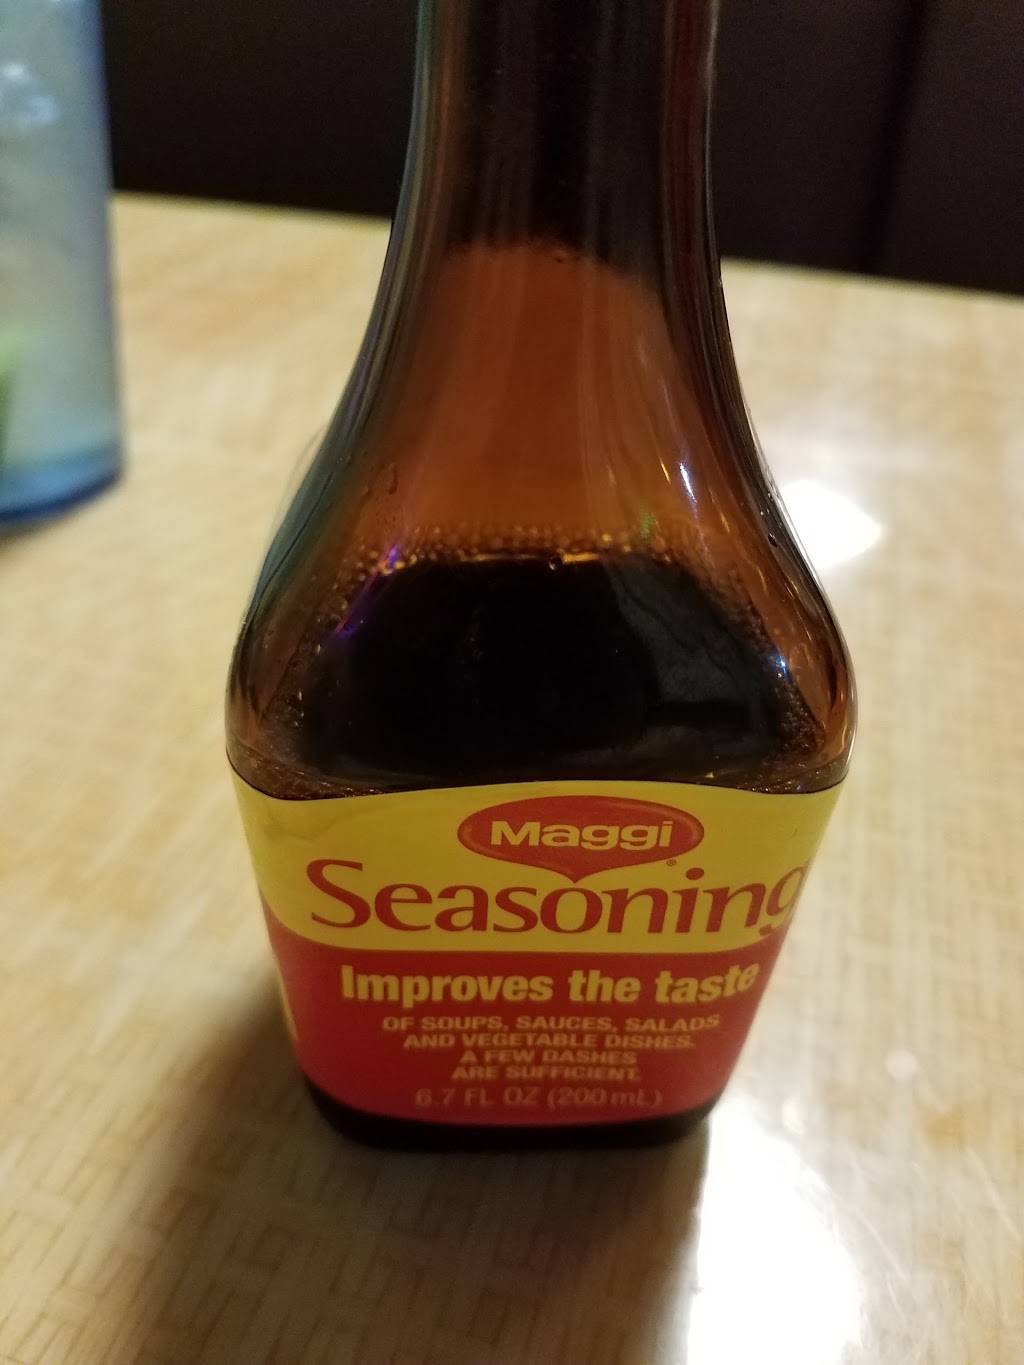 Maggi
®
Seasoning
Improves the taste
OF SOUPS, SAUCES, SALADS
AND VEGETABLE DISHES.
A FEW DASHES
ARE SUFFICIENT.
6.7 FL OZ (200 mL)